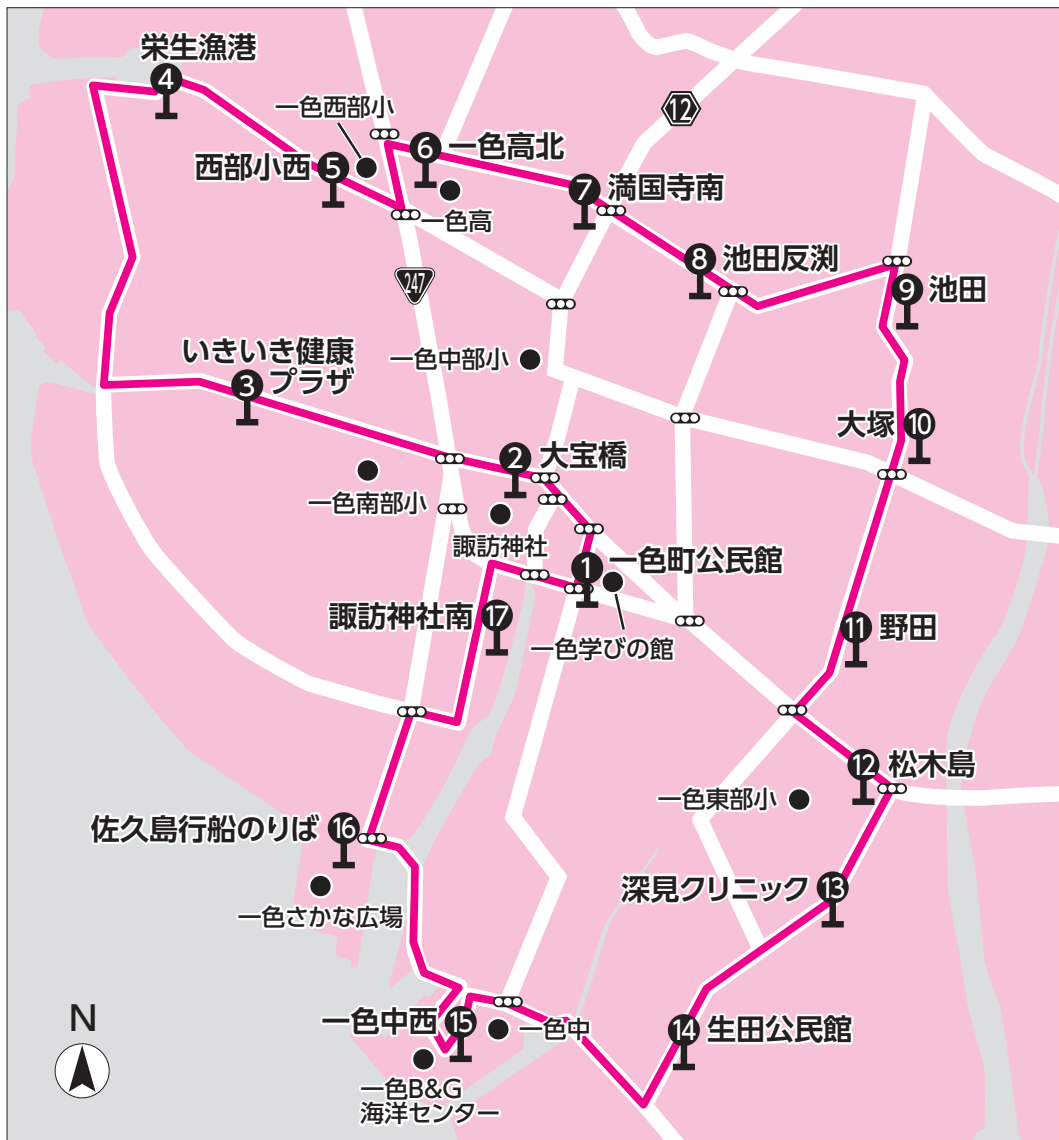 栄生漁港
4
一色西部小
12
6
一色高北
西部小西
5
7
満国寺南
一色高
8
池田反渕
247
9
池田
いきいき健康
プラザ
3
一色中部小
大塚
10
2
大宝橋
一色南部小
諏訪神社
1
一色町公民館
諏訪神社南
17
一色学びの館
11
野田
12
松木島
一色東部小
佐久島行船のりば
16
深見クリニック
13
一色さかな広場
N
一色中西
15
一色中
14
生田公民館
一色B&G
海洋センター